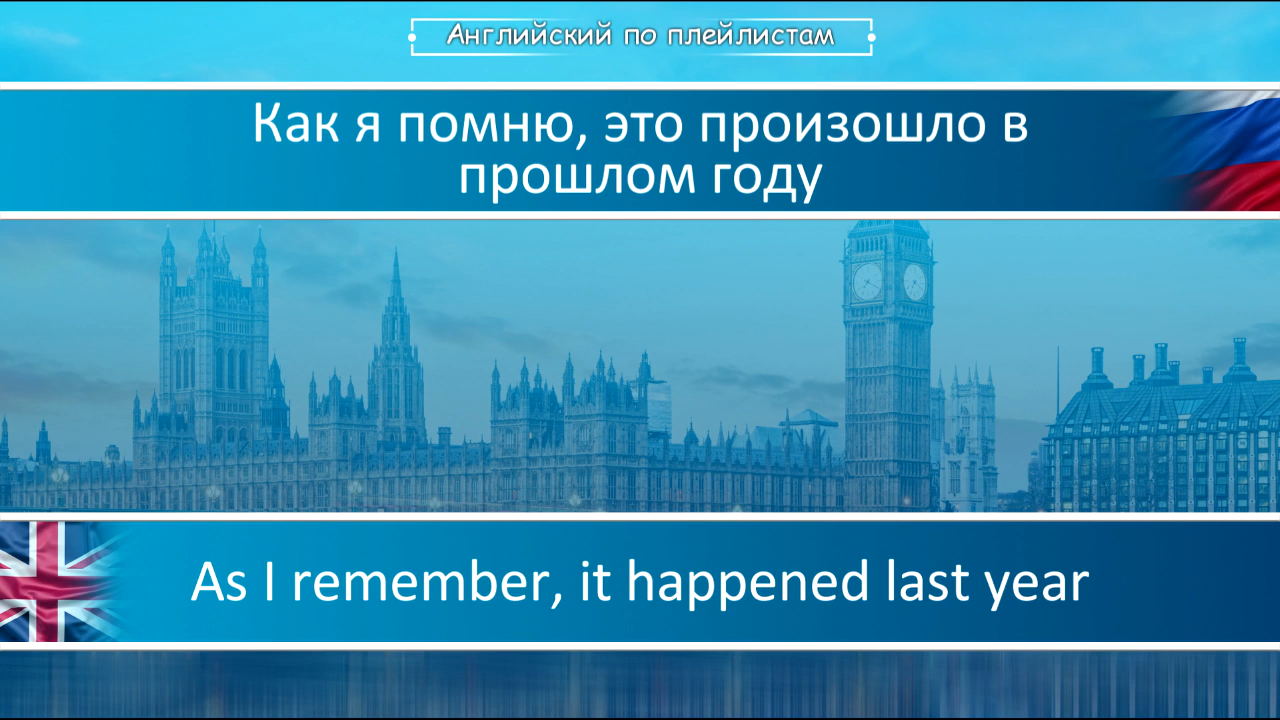 Английский по плейлистам
Как я помню, это произошло в
прошлом году
As I remember, it happened last year